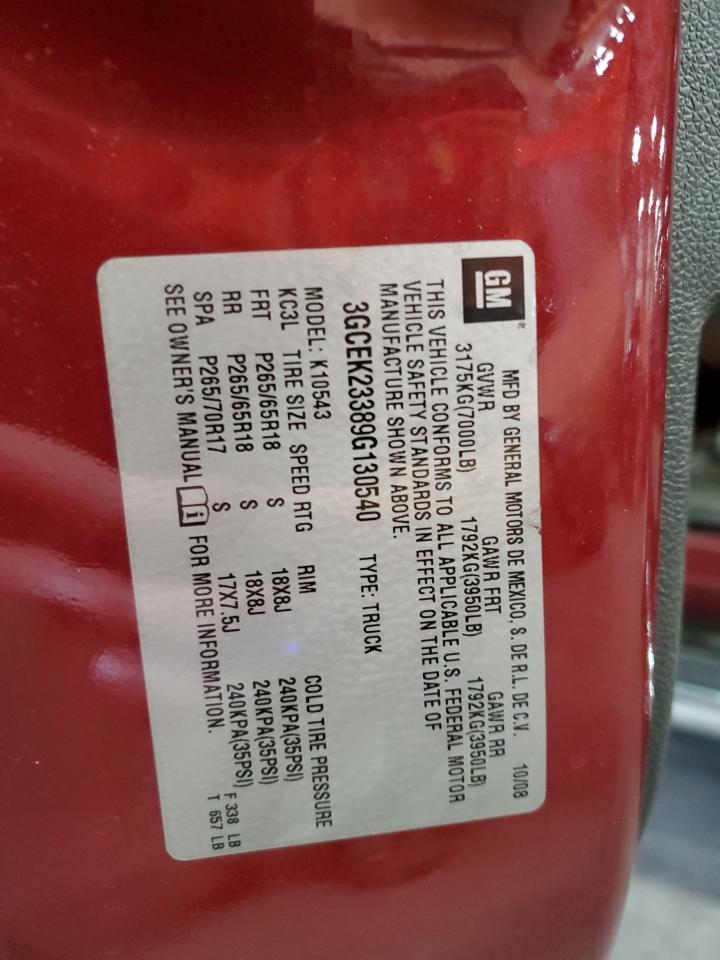 GM®
MFD BY GENERAL MOTORS DE MEXICO, S. DE R.L. DE C.V. 10/08
GVWR GAWR FRT GAWR RR
3175KG(7000LB) 1792KG(3950LB) 1792KG(3950LB)
THIS VEHICLE CONFORMS TO ALL APPLICABLE U.S. FEDERAL MOTOR
VEHICLE SAFETY STANDARDS IN EFFECT ON THE DATE OF
MANUFACTURE SHOWN ABOVE.
3GCEK23389G130540 TYPE: TRUCK
MODEL: K10543
KC3L TIRE SIZE SPEED RTG RIM COLD TIRE PRESSURE
FRT P265/65R18 S 18X8J 240KPA(35PSI)
RR P265/65R18 S 18X8J 240KPA(35PSI)
SPA P265/70R17 S 17X7.5J 240KPA(35PSI)
SEE OWNER'S MANUAL i FOR MORE INFORMATION.
F 338 LB
T 657 LB